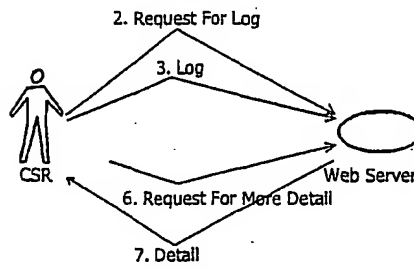 2. Request For Log
3. Log
CSR
Web Server
6. Request For More Detail
7. Detail